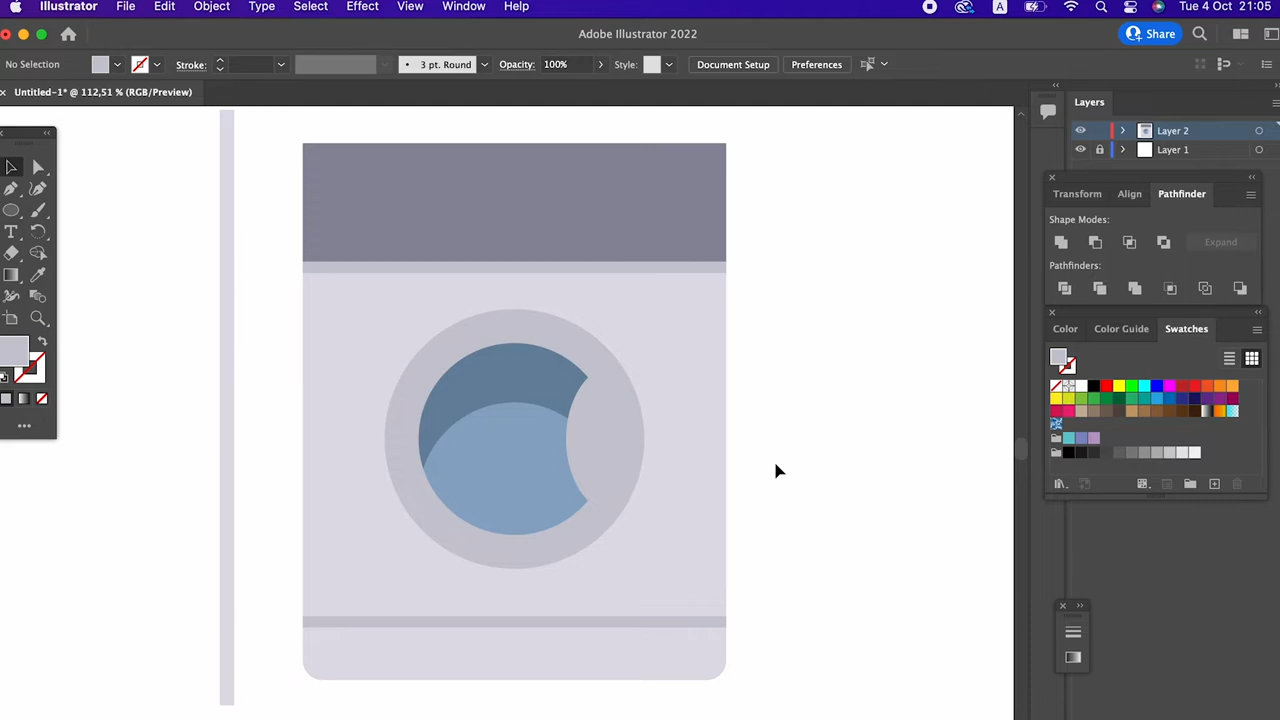 Illustrator File Edit Object Type Select Effect View Window Help A Tue 4 Oct 21:05
Adobe Illustrator 2022 Share
No Selection Stroke: • 3 pt. Round Opacity: 100% Style: Document Setup Preferences
Untitled-1* @ 112,51 % (RGB/Preview)
Layers
Layer 2
Layer 1
Transform Align Pathfinder
Shape Modes:
Expand
Pathfinders:
Color Color Guide Swatches